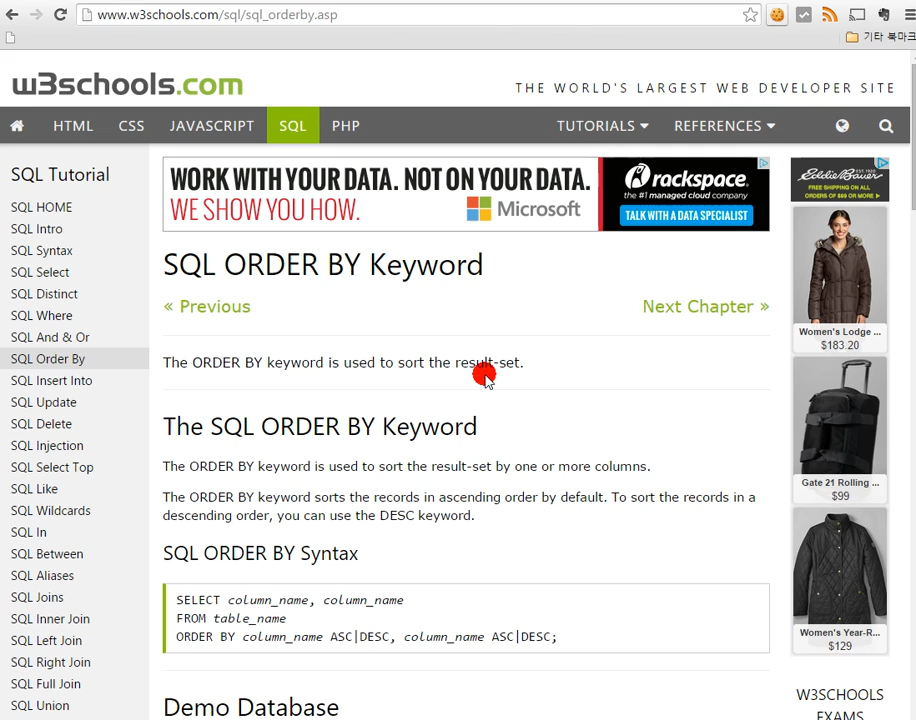 www.w3schools.com/sql/sql_orderby.asp
기타 북마크
w3schools.com
THE WORLD'S LARGEST WEB DEVELOPER SITE
HTML CSS JAVASCRIPT SQL PHP TUTORIALS REFERENCES
SQL Tutorial
SQL HOME
SQL Intro
SQL Syntax
SQL Select
SQL Distinct
SQL Where
SQL And & Or
SQL Order By
SQL Insert Into
SQL Update
SQL Delete
SQL Injection
SQL Select Top
SQL Like
SQL Wildcards
SQL In
SQL Between
SQL Aliases
SQL Joins
SQL Inner Join
SQL Left Join
SQL Right Join
SQL Full Join
SQL Union
WORK WITH YOUR DATA. NOT ON YOUR DATA.
WE SHOW YOU HOW.
Microsoft
rackspace.
the #1 managed cloud company
TALK WITH A DATA SPECIALIST
SQL ORDER BY Keyword
« Previous
Next Chapter »
The ORDER BY keyword is used to sort the result-set.
The SQL ORDER BY Keyword
The ORDER BY keyword is used to sort the result-set by one or more columns.
The ORDER BY keyword sorts the records in ascending order by default. To sort the records in a
descending order, you can use the DESC keyword.
SQL ORDER BY Syntax
SELECT column_name, column_name
FROM table_name
ORDER BY column_name ASC|DESC, column_name ASC|DESC;
Demo Database
Eddie Bauer
FREE SHIPPING ON ALL
Women's Lodge ...
$183.20
Gate 21 Rolling ...
$99
Women's Year-R...
$129
W3SCHOOLS
EXAMS